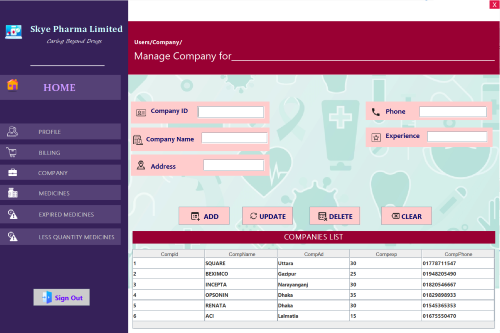 X
Skye Pharma Limited
Caring Beyond Drugs
HOME
PROFILE
BILLING
COMPANY
MEDICINES
EXPIRED MEDICINES
LESS QUANTITY MEDICINES
Sign Out
Users/Company/
Manage Company for
Company ID
Phone
Company Name
Experience
Address
ADD UPDATE DELETE CLEAR
COMPANIES LIST
CompId CompName CompAd Compexp CompPhone
1 SQUARE Uttara 30 01778711547
2 BEXIMCO Gazipur 25 01948205490
3 INCEPTA Narayanganj 30 01820546667
4 OPSONIN Dhaka 35 01829898933
5 RENATA Dhaka 30 01545365353
6 ACI Lalmatia 15 01675550470